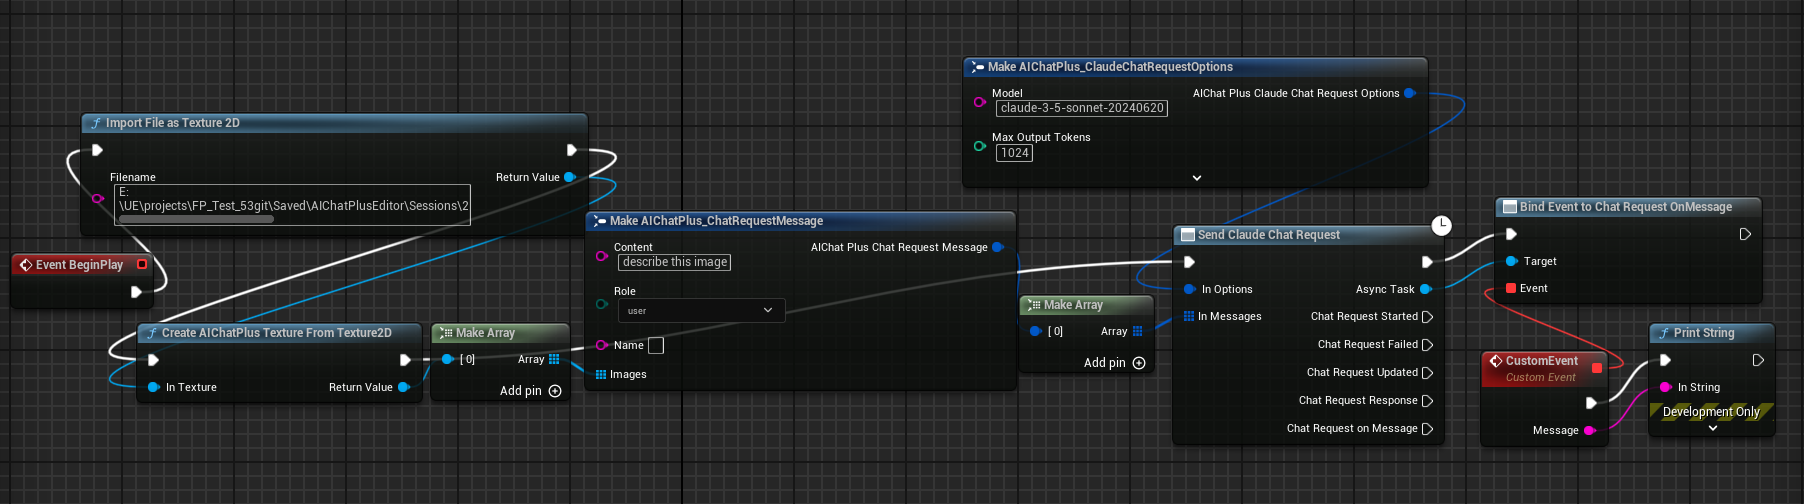 Import File as Texture 2D
Filename
E:
\UE\projects\FP_Test_53git\Saved\AIChatPlusEditor\Sessions\2
Return Value
Event BeginPlay
Create AIChatPlus Texture From Texture2D
In Texture
Return Value
Make Array
[ 0]
Array
Add pin
Make AIChatPlus_ChatRequestMessage
Content
describe this image
AIChat Plus Chat Request Message
Role
user
Name
Images
Make AIChatPlus_ClaudeChatRequestOptions
Model
claude-3-5-sonnet-20240620
AIChat Plus Claude Chat Request Options
Max Output Tokens
1024
Make Array
[ 0]
Array
Add pin
Send Claude Chat Request
In Options
Async Task
In Messages
Chat Request Started
Chat Request Failed
Chat Request Updated
Chat Request Response
Chat Request on Message
Bind Event to Chat Request OnMessage
Target
Event
CustomEvent
Custom Event
Message
Print String
In String
Development Only